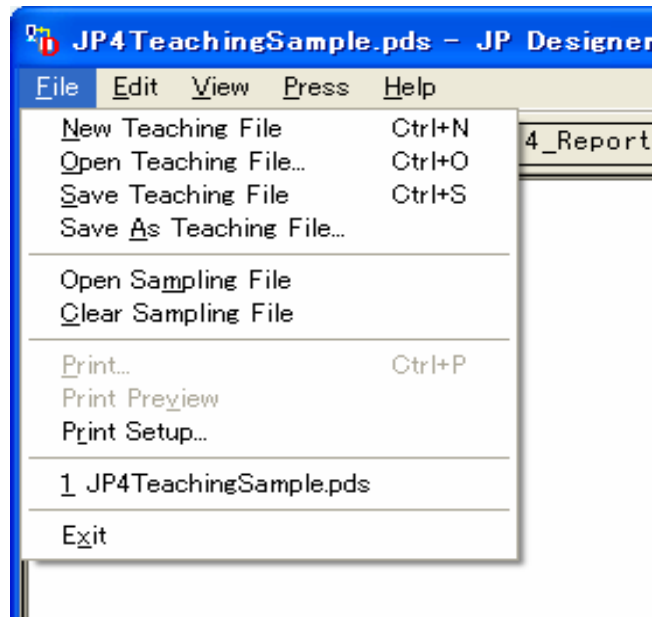 JP4TeachingSample.pds - JP Designer
File Edit View Press Help
4_Report
New Teaching File Ctrl+N
Open Teaching File... Ctrl+O
Save Teaching File Ctrl+S
Save As Teaching File...
Open Sampling File
Clear Sampling File
Print... Ctrl+P
Print Preview
Print Setup...
1 JP4TeachingSample.pds
Exit